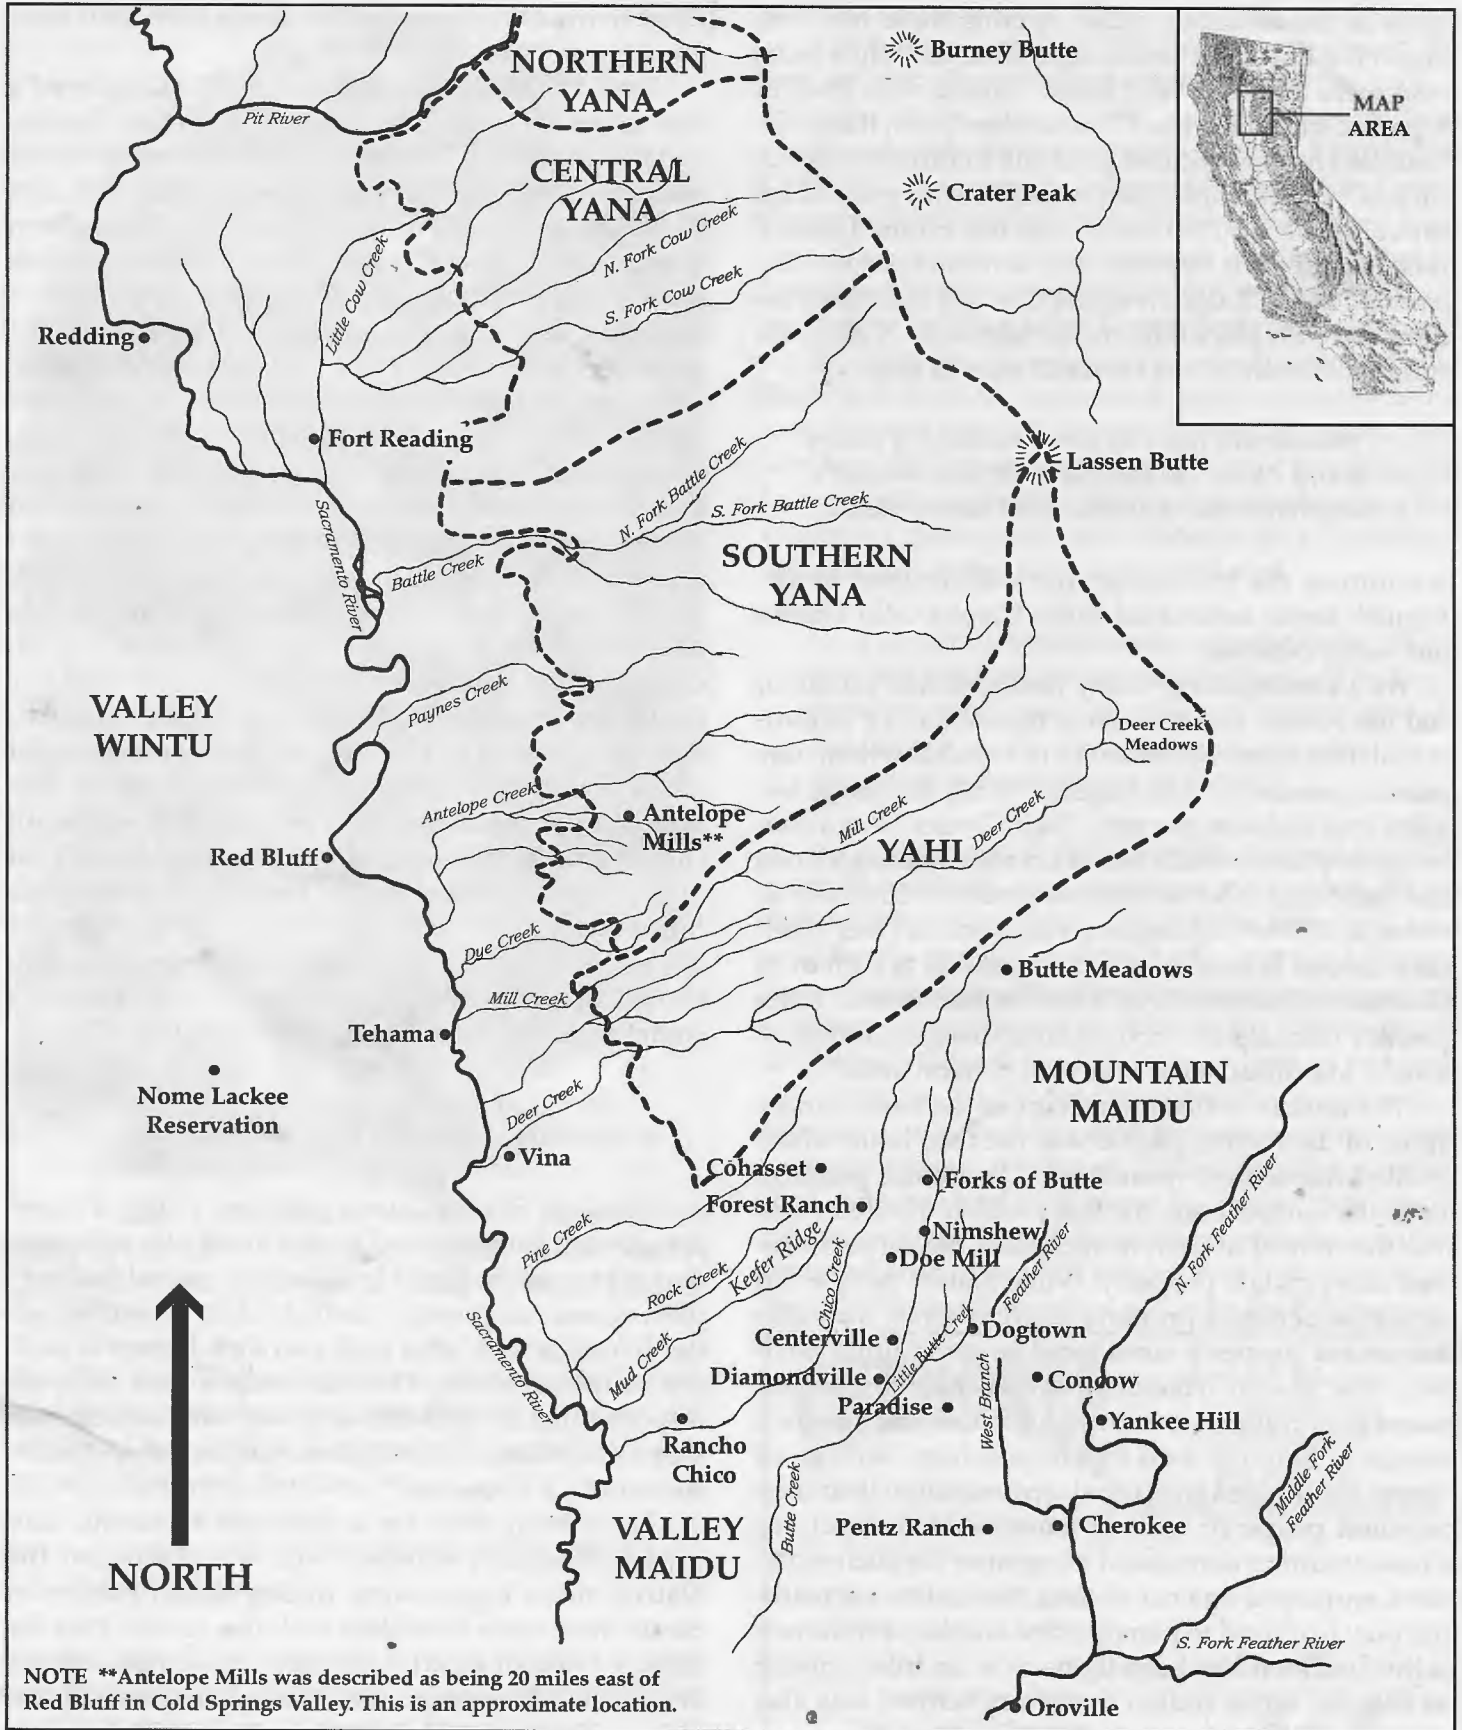 NORTHERN
YANA
Burney Butte
MAP
AREA
Pit River
CENTRAL
YANA
Crater Peak
N. Fork Cow Creek
Little Cow Creek
S. Fork Cow Creek
Redding
Fort Reading
Lassen Butte
N. Fork Battle Creek
S. Fork Battle Creek
Sacramento River
Battle Creek
SOUTHERN
YANA
VALLEY
WINTU
Paynes Creek
Deer Creek
Meadows
Antelope Creek
Antelope
Mills**
Mill Creek
Deer Creek
YAHI
Red Bluff
Dye Creek
Butte Meadows
Mill Creek
Tehama
Nome Lackee
Reservation
MOUNTAIN
MAIDU
Deer Creek
Vina
Cohasset
Forks of Butte
Forest Ranch
N. Fork Feather River
Pine Creek
Nimshew
Doe Mill
Feather River
Rock Creek
Keefer Ridge
Chico Creek
Sacramento River
Centerville
Little Butte Creek
Dogtown
Mud Creek
Diamondville
West Branch
Concow
Paradise
Yankee Hill
Rancho
Chico
Middle Fork
Feather River
Butte Creek
VALLEY
MAIDU
Pentz Ranch
Cherokee
NORTH
S. Fork Feather River
NOTE **Antelope Mills was described as being 20 miles east of
Red Bluff in Cold Springs Valley. This is an approximate location.
Oroville